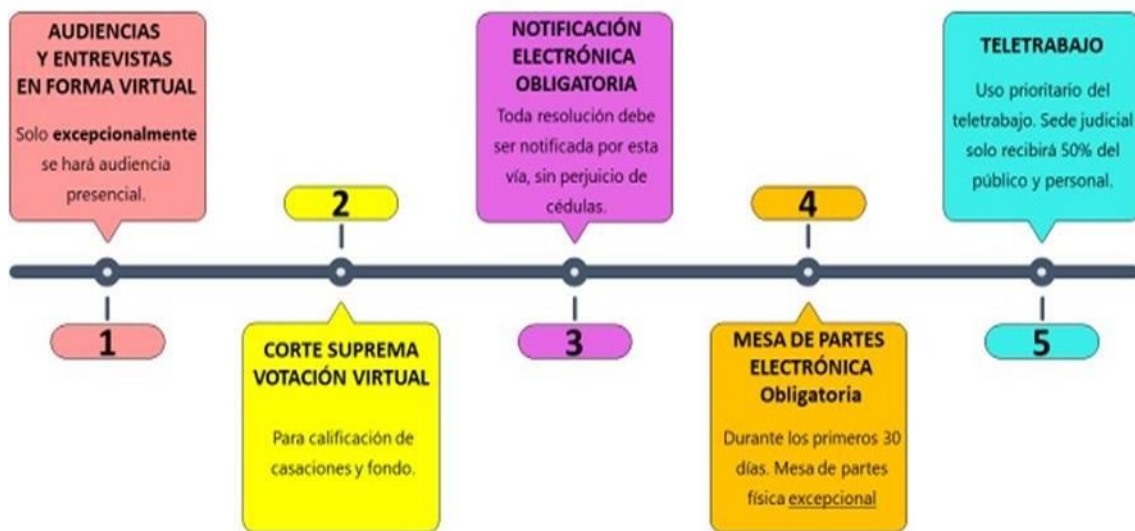 AUDIENCIAS
Y ENTREVISTAS
EN FORMA VIRTUAL
Solo excepcionalmente
se hará audiencia
presencial.
1
2
CORTE SUPREMA
VOTACIÓN VIRTUAL
Para calificación de
casaciones y fondo.
NOTIFICACIÓN
ELECTRÓNICA
OBLIGATORIA
Toda resolución debe
ser notificada por esta
vía, sin perjuicio de
cédulas.
3
4
MESA DE PARTES
ELECTRÓNICA
Obligatoria
Durante los primeros 30
días. Mesa de partes
física excepcional
TELETRABAJO
Uso prioritario del
teletrabajo. Sede judicial
solo recibirá 50% del
público y personal.
5